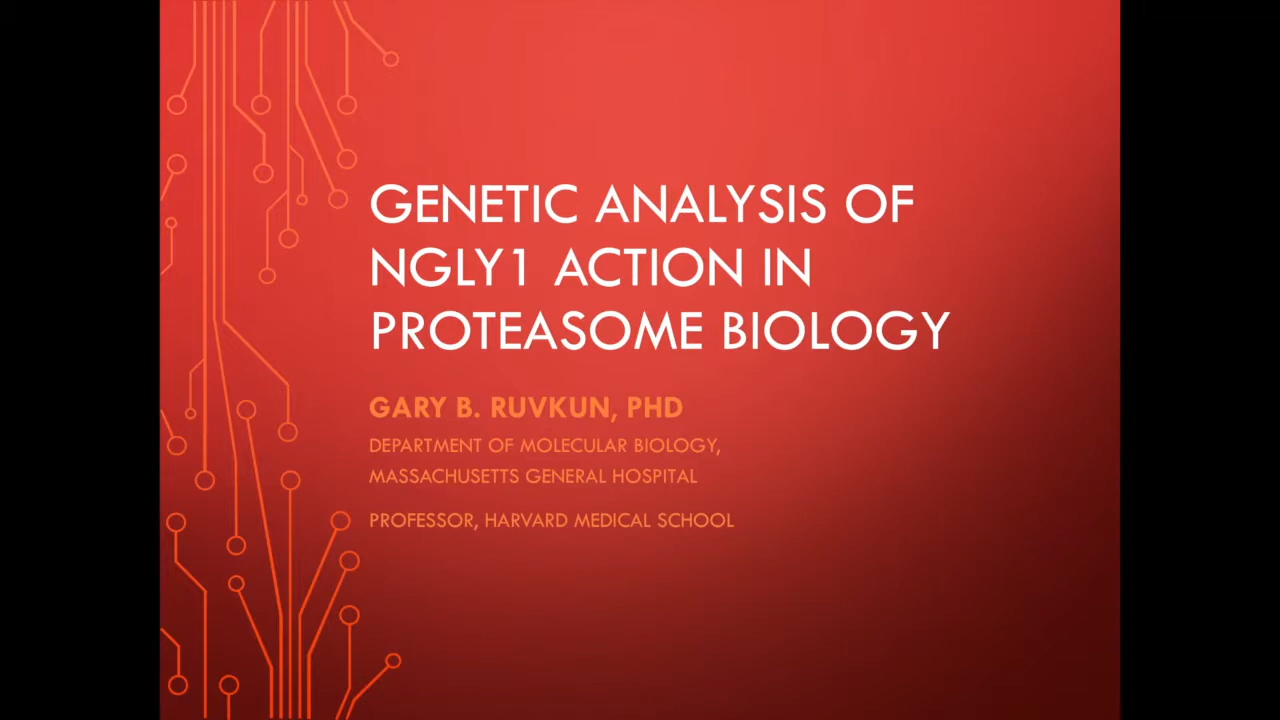 GENETIC ANALYSIS OF
NGLY1 ACTION IN
PROTEASOME BIOLOGY
GARY B. RUVKUN, PHD
DEPARTMENT OF MOLECULAR BIOLOGY,
MASSACHUSETTS GENERAL HOSPITAL
PROFESSOR, HARVARD MEDICAL SCHOOL